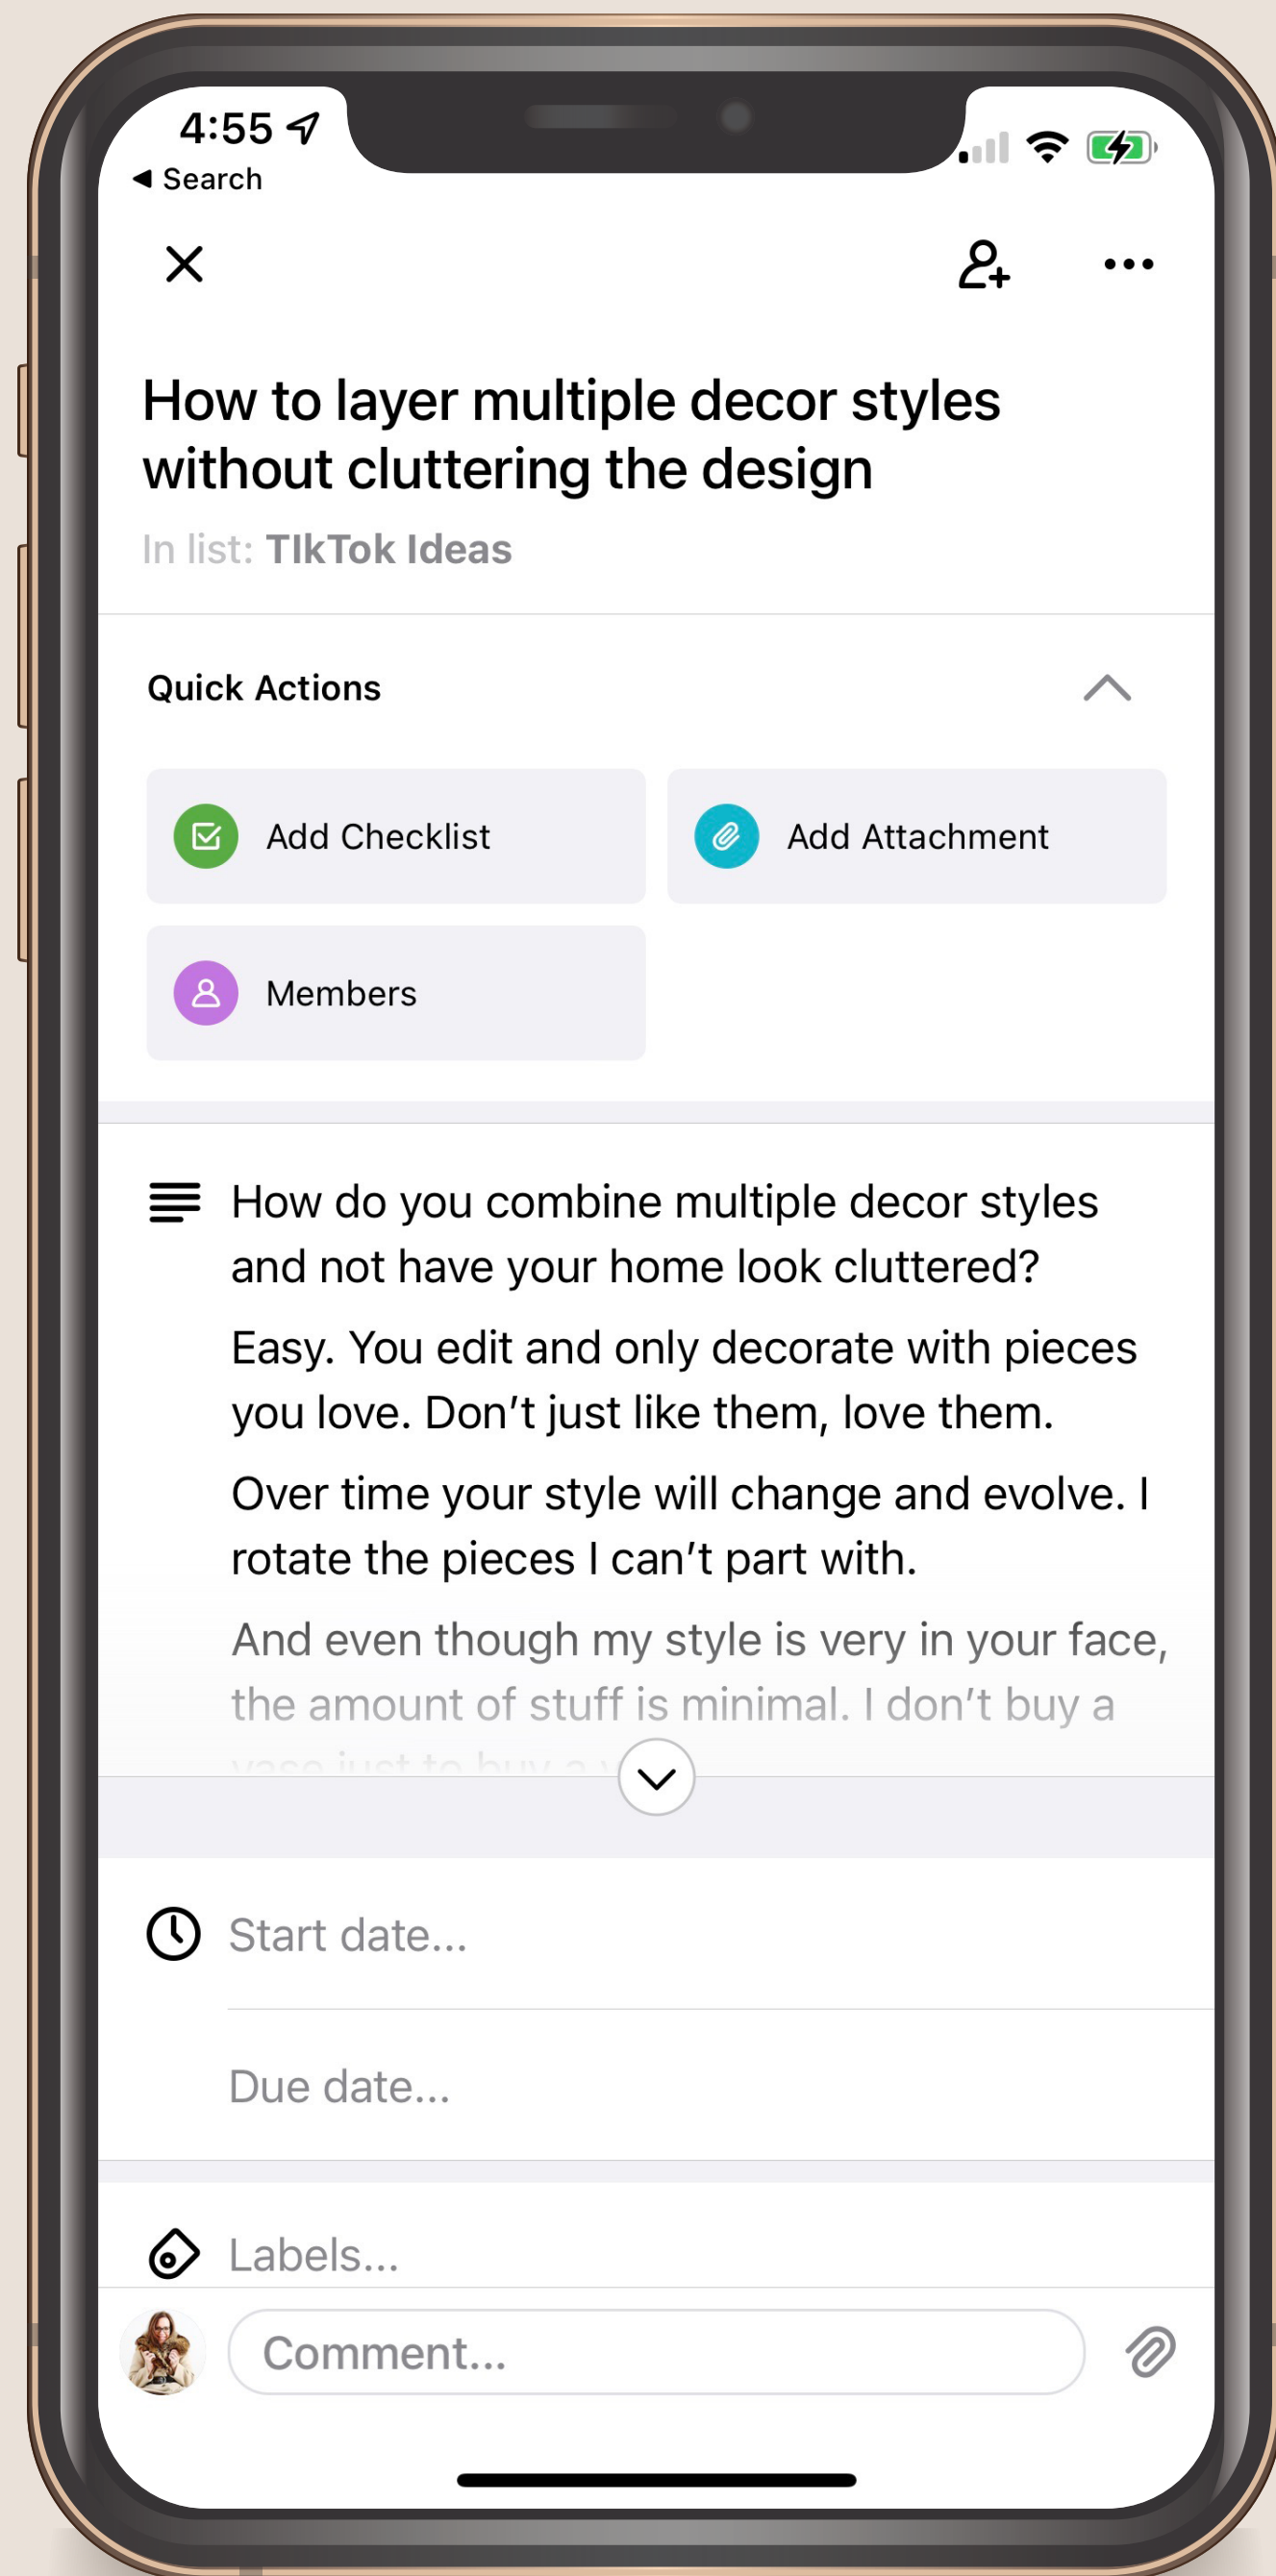 4:55
Search
How to layer multiple decor styles
without cluttering the design
In list: TIkTok Ideas
Quick Actions
Add Checklist
Add Attachment
Members
How do you combine multiple decor styles
and not have your home look cluttered?
Easy. You edit and only decorate with pieces
you love. Don’t just like them, love them.
Over time your style will change and evolve. I
rotate the pieces I can’t part with.
And even though my style is very in your face,
the amount of stuff is minimal. I don’t buy a
vase just to buy a
Start date...
Due date...
Labels...
Comment...